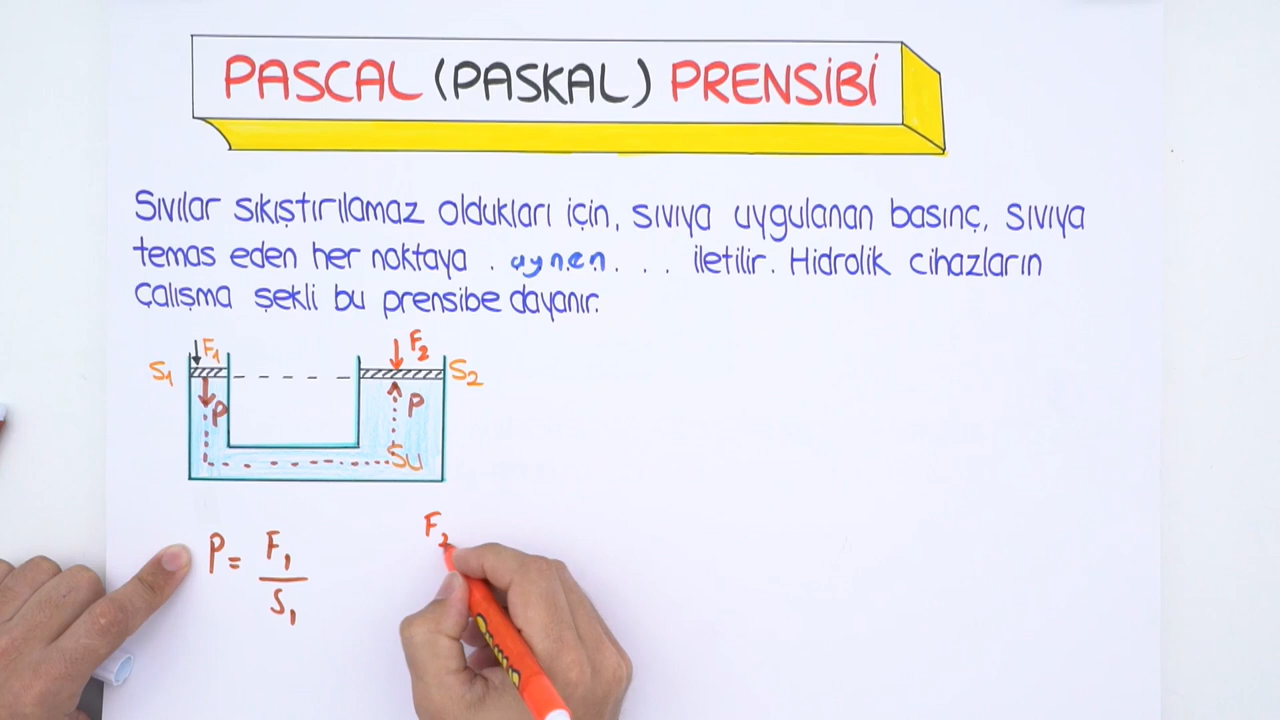 PASCAL (PASKAL) PRENSİBİ
Sıvılar sıkıştırılamaz oldukları için, sıvıya uygulanan basınç, sıvıya
temas eden her noktaya . aynen. . . iletilir. Hidrolik cihazların
çalışma şekli bu prensibe dayanır.
F1 F2
S1 S2
P P
Su
P = F1
S1
F2